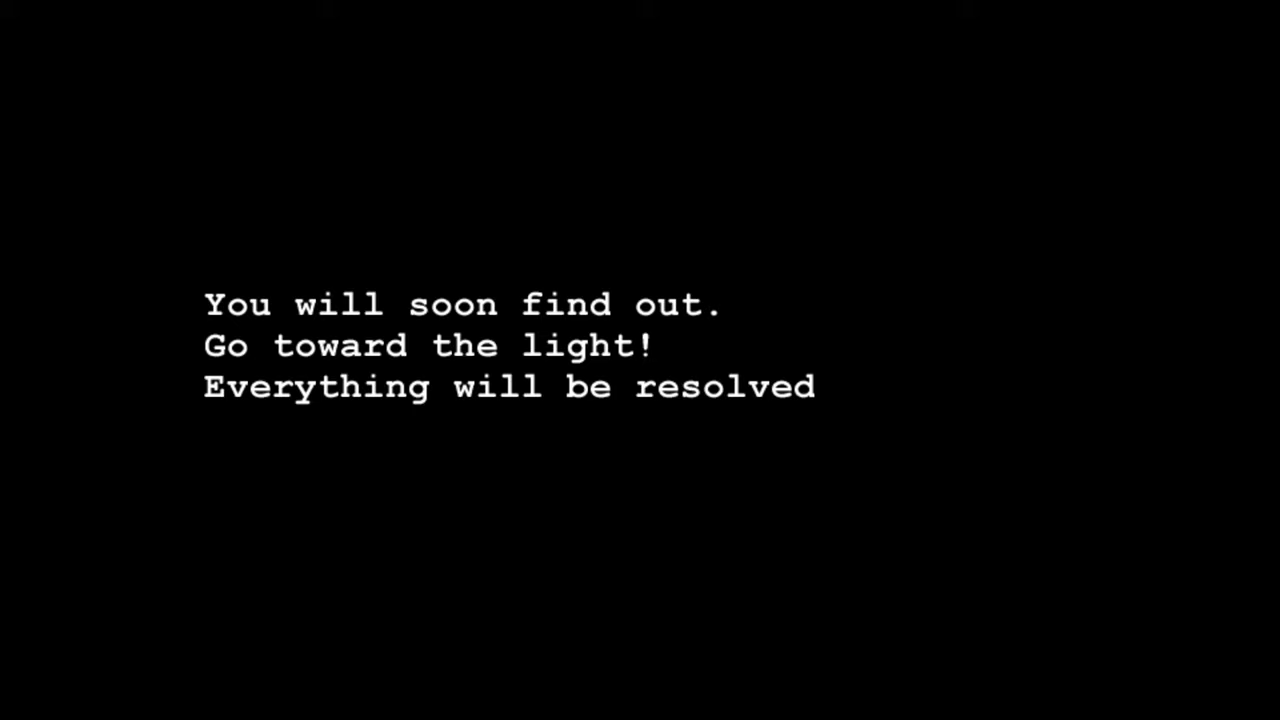 You will soon find out.
Go toward the light!
Everything will be resolved